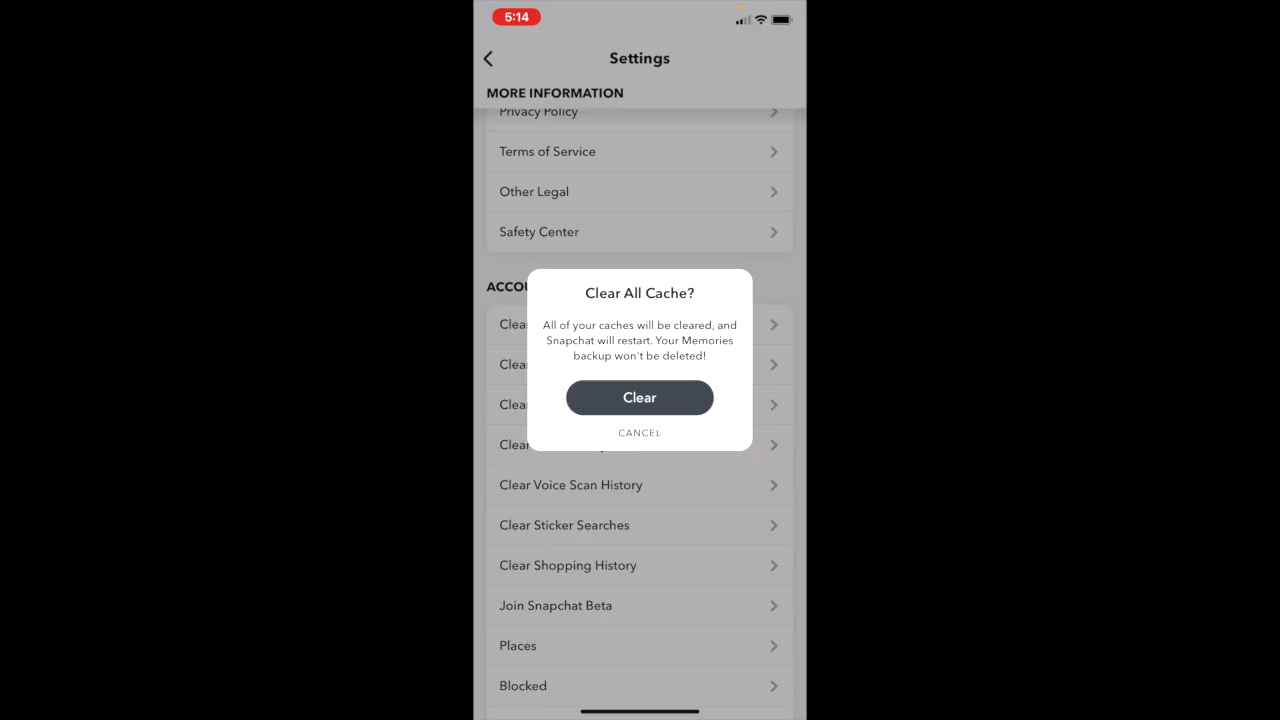 5:14
Settings
MORE INFORMATION
Privacy Policy
Terms of Service
Other Legal
Safety Center
Clear All Cache?
All of your caches will be cleared, and
Snapchat will restart. Your Memories
backup won't be deleted!
Clear
CANCEL
Clear Voice Scan History
Clear Sticker Searches
Clear Shopping History
Join Snapchat Beta
Places
Blocked